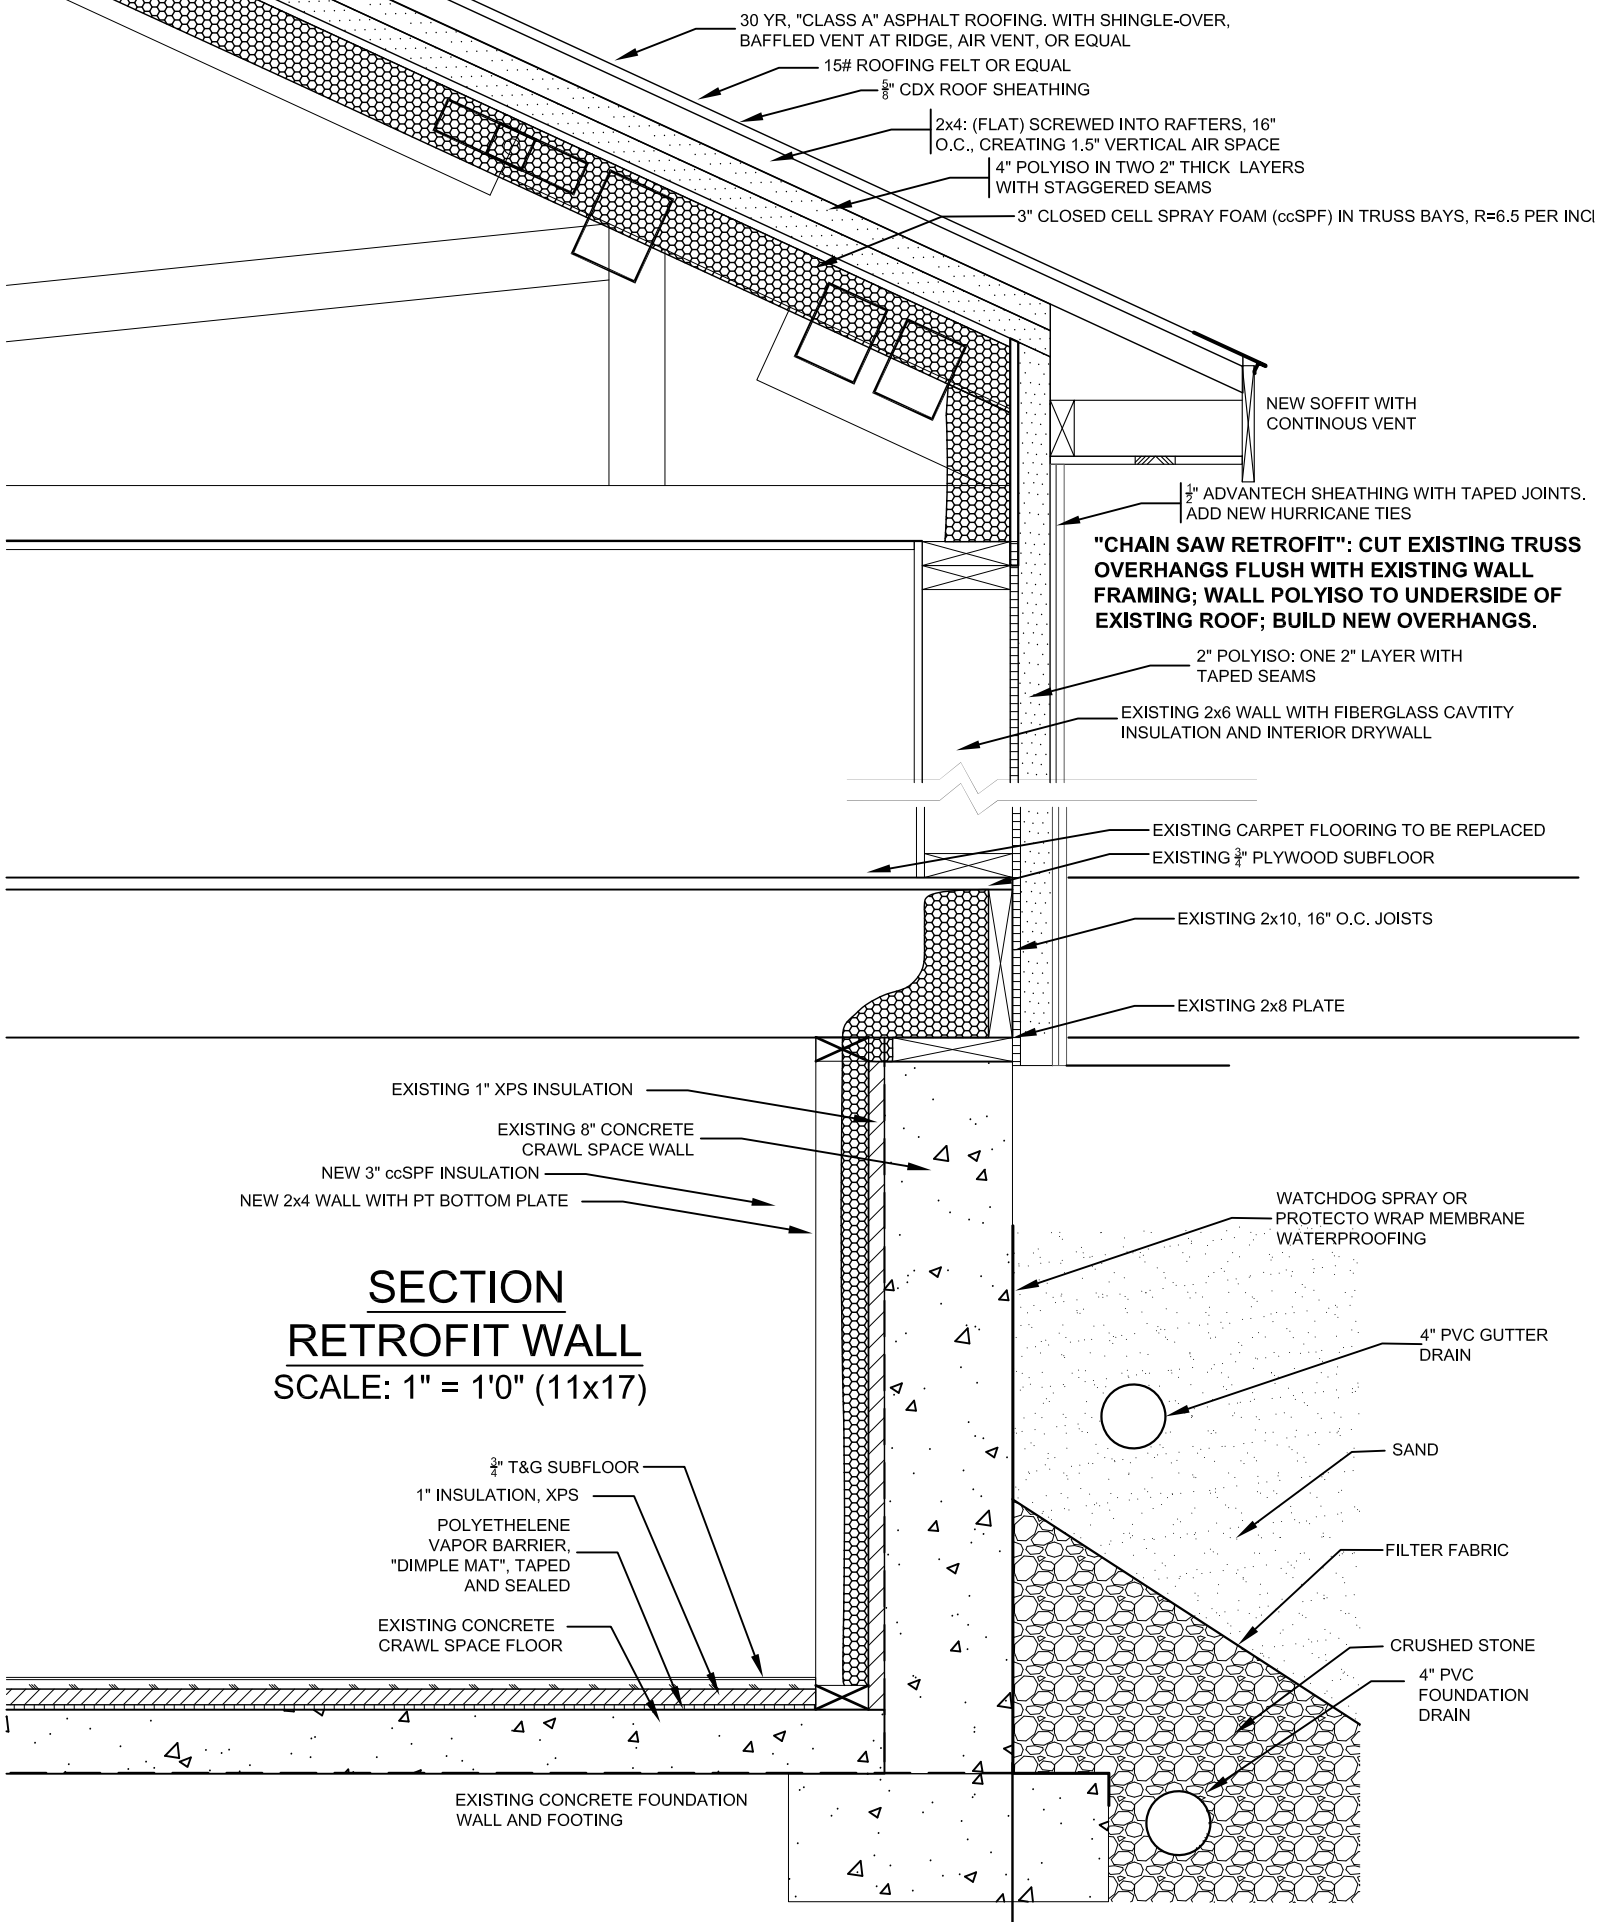 30 YR, "CLASS A" ASPHALT ROOFING. WITH SHINGLE-OVER,
BAFFLED VENT AT RIDGE, AIR VENT, OR EQUAL
15# ROOFING FELT OR EQUAL
5/8" CDX ROOF SHEATHING
2x4: (FLAT) SCREWED INTO RAFTERS, 16"
O.C., CREATING 1.5" VERTICAL AIR SPACE
4" POLYISO IN TWO 2" THICK LAYERS
WITH STAGGERED SEAMS
3" CLOSED CELL SPRAY FOAM (ccSPF) IN TRUSS BAYS, R=6.5 PER INCI
NEW SOFFIT WITH
CONTINOUS VENT
1/2" ADVANTECH SHEATHING WITH TAPED JOINTS.
ADD NEW HURRICANE TIES
"CHAIN SAW RETROFIT": CUT EXISTING TRUSS
OVERHANGS FLUSH WITH EXISTING WALL
FRAMING; WALL POLYISO TO UNDERSIDE OF
EXISTING ROOF; BUILD NEW OVERHANGS.
2" POLYISO: ONE 2" LAYER WITH
TAPED SEAMS
EXISTING 2x6 WALL WITH FIBERGLASS CAVTITY
INSULATION AND INTERIOR DRYWALL
EXISTING CARPET FLOORING TO BE REPLACED
EXISTING 3/4" PLYWOOD SUBFLOOR
EXISTING 2x10, 16" O.C. JOISTS
EXISTING 2x8 PLATE
EXISTING 1" XPS INSULATION
EXISTING 8" CONCRETE
CRAWL SPACE WALL
NEW 3" ccSPF INSULATION
NEW 2x4 WALL WITH PT BOTTOM PLATE
WATCHDOG SPRAY OR
PROTECTO WRAP MEMBRANE
WATERPROOFING
SECTION
RETROFIT WALL
SCALE: 1" = 1'0" (11x17)
4" PVC GUTTER
DRAIN
SAND
3/4" T&G SUBFLOOR
1" INSULATION, XPS
POLYETHELENE
VAPOR BARRIER,
"DIMPLE MAT", TAPED
AND SEALED
EXISTING CONCRETE
CRAWL SPACE FLOOR
FILTER FABRIC
CRUSHED STONE
4" PVC
FOUNDATION
DRAIN
EXISTING CONCRETE FOUNDATION
WALL AND FOOTING